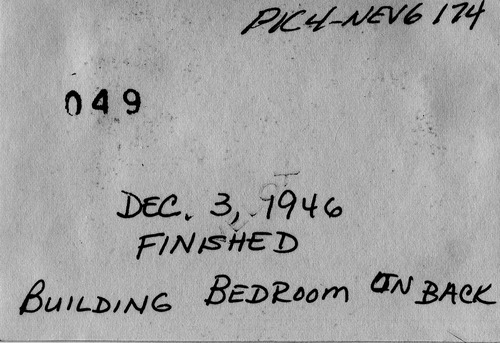 PIC4-NEV6 174
049
DEC. 3, 1946
FINISHED
BUILDING BEDROOM ON BACK